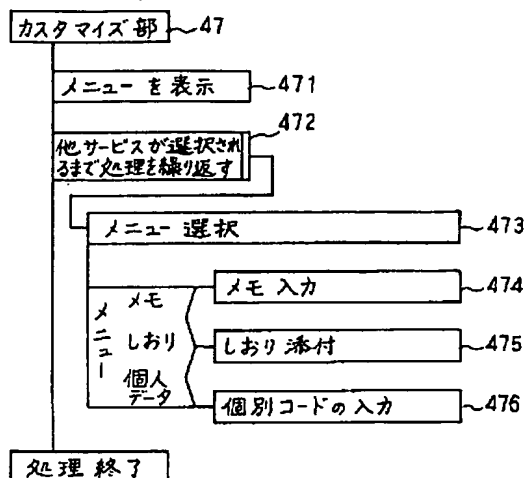 カスタマイズ部
47
メニューを表示
471
472
他サービスが選択され
るまで処理を繰り返す
メニュー選択
473
メニュー
メモ
メモ入力
474
しおり
しおり添付
475
個人
データ
個別コードの入力
476
処理終了